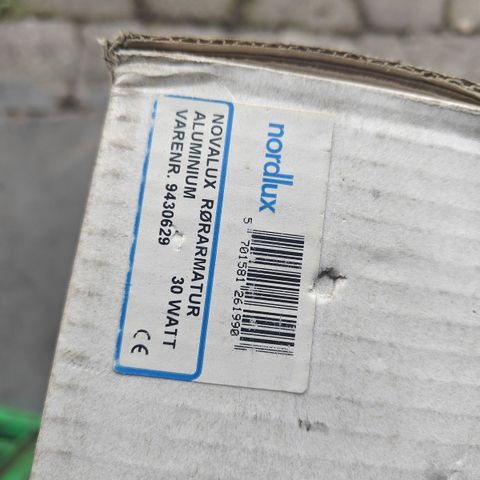 nordlux
5 701581 261990
NOVALUX RØRARMATUR
ALUMINIUM 30 WATT
VARENR. 9430629
CE